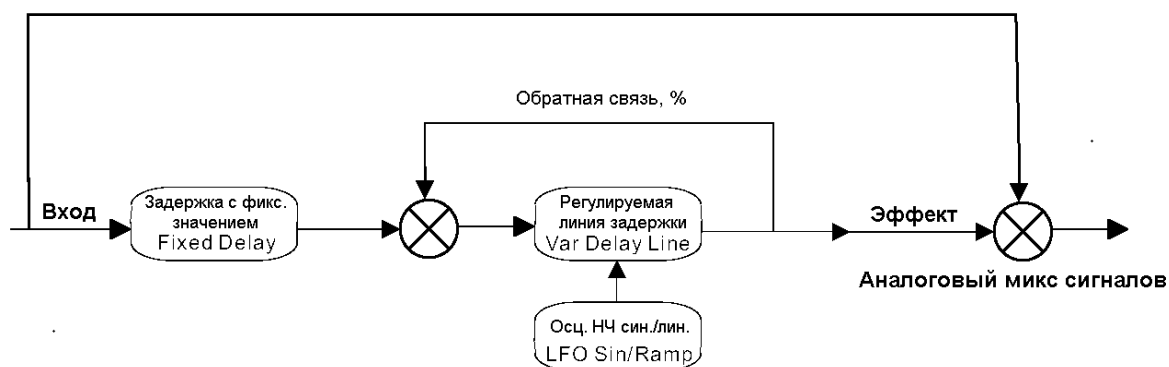 Обратная связь, %
Вход
Задержка с фикс.
значением
Fixed Delay
Регулируемая
линия задержки
Var Delay Line
Эффект
Аналоговый микс сигналов
Осц. НЧ син./лин.
LFO Sin/Ramp